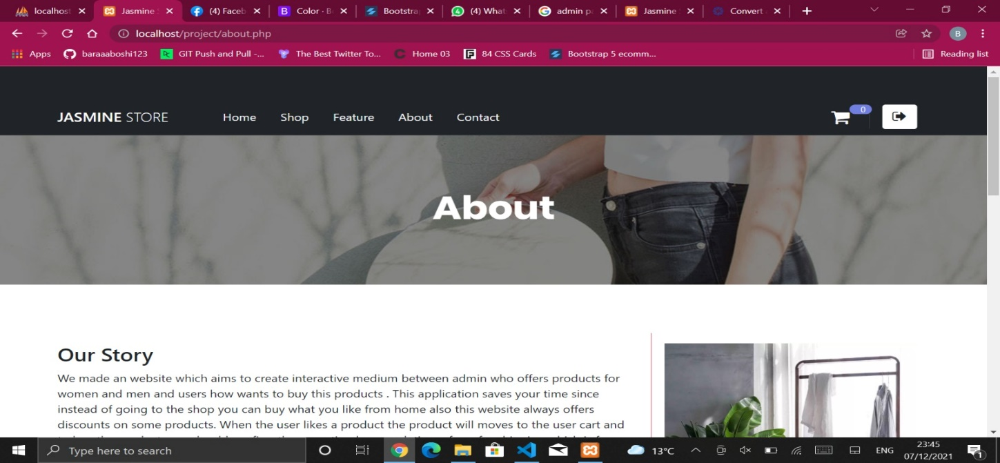 localhost
Jasmine S
(4) Faceb
Color · B
Bootstra
(4) What
admin pa
Jasmine
Convert
localhost/project/about.php
B
Apps
baraaaboshi123
GIT Push and Pull -...
The Best Twitter To...
Home 03
84 CSS Cards
Bootstrap 5 ecomm...
Reading list
JASMINE STORE
Home
Shop
Feature
About
Contact
0
About
Our Story
We made an website which aims to create interactive medium between admin who offers products for
women and men and users how wants to buy this products . This application saves your time since
instead of going to the shop you can buy what you like from home also this website always offers
discounts on some products. When the user likes a product the product will moves to the user cart and
Type here to search
13°C
ENG
23:45
07/12/2021
1